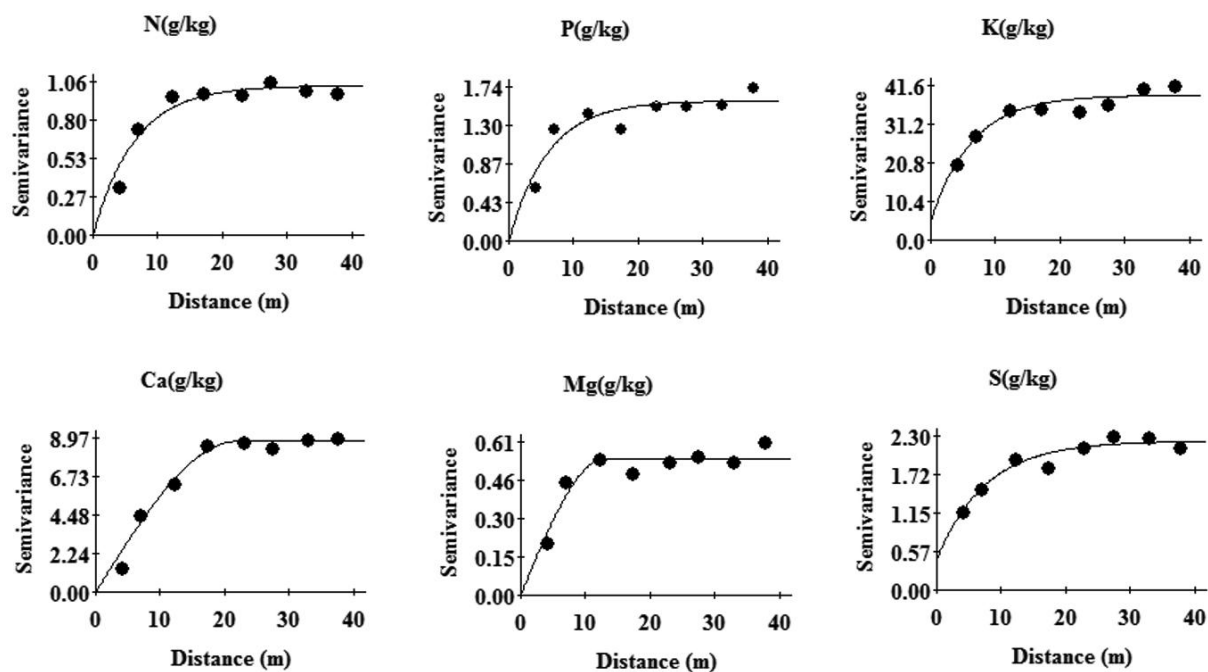 N(g/kg)
Semivariance
1.06
0.80
0.53
0.27
0.00
0 10 20 30 40
Distance (m)
P(g/kg)
Semivariance
1.74
1.30
0.87
0.43
0.00
0 10 20 30 40
Distance (m)
K(g/kg)
Semivariance
41.6
31.2
20.8
10.4
0.0
0 10 20 30 40
Distance (m)
Ca(g/kg)
Semivariance
8.97
6.73
4.48
2.24
0.00
0 10 20 30 40
Distance (m)
Mg(g/kg)
Semivariance
0.61
0.46
0.30
0.15
0.00
0 10 20 30 40
Distance (m)
S(g/kg)
Semivariance
2.30
1.72
1.15
0.57
0.00
0 10 20 30 40
Distance (m)